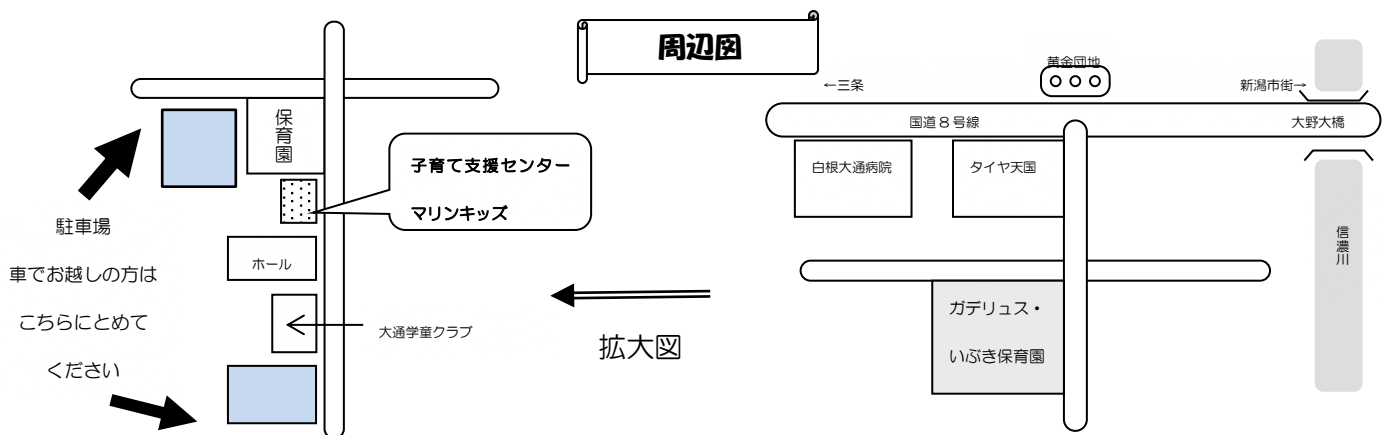 周辺図
保育園
子育て支援センター
マリンキッズ
駐車場
車でお越しの方は
こちらにとめて
ください
ホール
大通学童クラブ
拡大図
←三条
黄金団地
新潟市街→
国道８号線
大野大橋
白根大通病院
タイヤ天国
信濃川
ガデリュス・
いぶき保育園